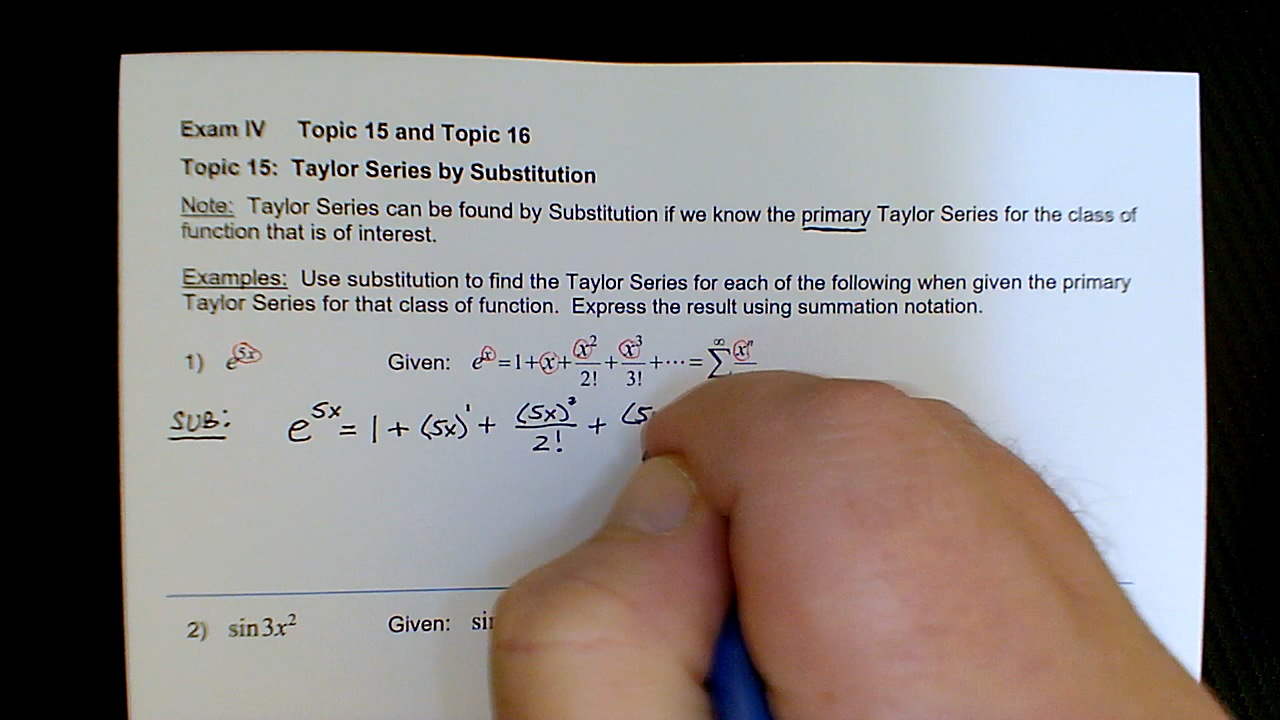 Exam IV Topic 15 and Topic 16
Topic 15: Taylor Series by Substitution
Note: Taylor Series can be found by Substitution if we know the primary Taylor Series for the class of
function that is of interest.
Examples: Use substitution to find the Taylor Series for each of the following when given the primary
Taylor Series for that class of function. Express the result using summation notation.
1) e^{5x} Given: e^x = 1 + x + x^2/2! + x^3/3! + ⋯ = ∑^∞ x^n
SUB: e^{5x} = 1 + (5x)^1 + (5x)^3/2! + (5
2) sin 3x^2 Given: